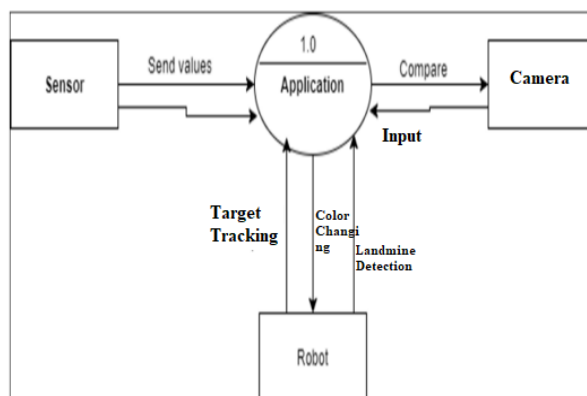 1.0
Sensor
Send values
Application
Compare
Camera
Input
Target
Tracking
Color
Changi
ng
Landmine
Detection
Robot